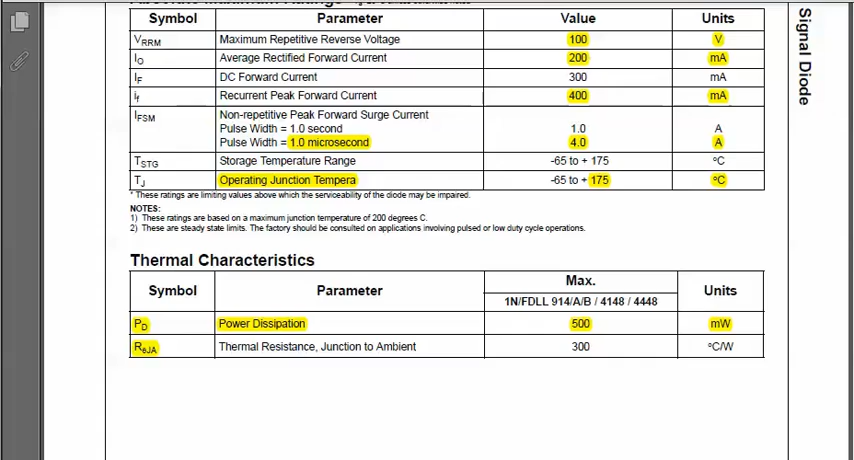 Absolute Maximum Ratings*
Symbol Parameter Value Units
VRRM Maximum Repetitive Reverse Voltage 100 V
IO Average Rectified Forward Current 200 mA
IF DC Forward Current 300 mA
if Recurrent Peak Forward Current 400 mA
IFSM Non-repetitive Peak Forward Surge Current
Pulse Width = 1.0 second 1.0 A
Pulse Width = 1.0 microsecond 4.0 A
TSTG Storage Temperature Range -65 to + 175 °C
TJ Operating Junction Tempera -65 to + 175 °C
* These ratings are limiting values above which the serviceability of the diode may be impaired.
NOTES:
1) These ratings are based on a maximum junction temperature of 200 degrees C.
2) These are steady state limits. The factory should be consulted on applications involving pulsed or low duty cycle operations.
Thermal Characteristics
Symbol Parameter Max. Units
1N/FDLL 914/A/B / 4148 / 4448
PD Power Dissipation 500 mW
RθJA Thermal Resistance, Junction to Ambient 300 °C/W
Signal Diode